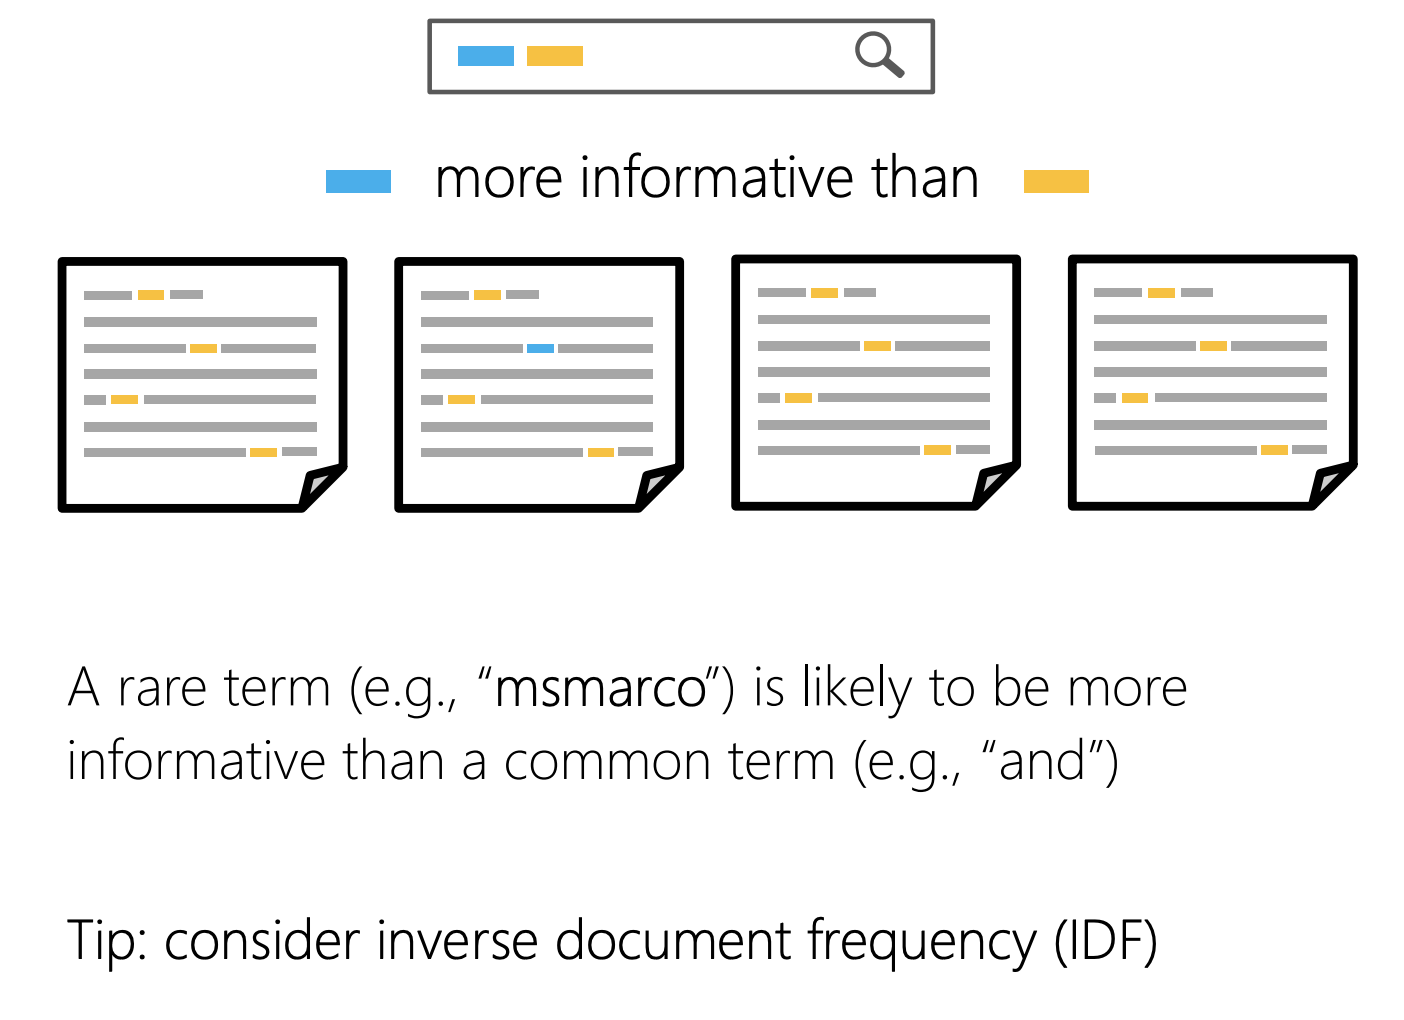 more informative than
A rare term (e.g., “msmarco”) is likely to be more
informative than a common term (e.g., “and”)
Tip: consider inverse document frequency (IDF)